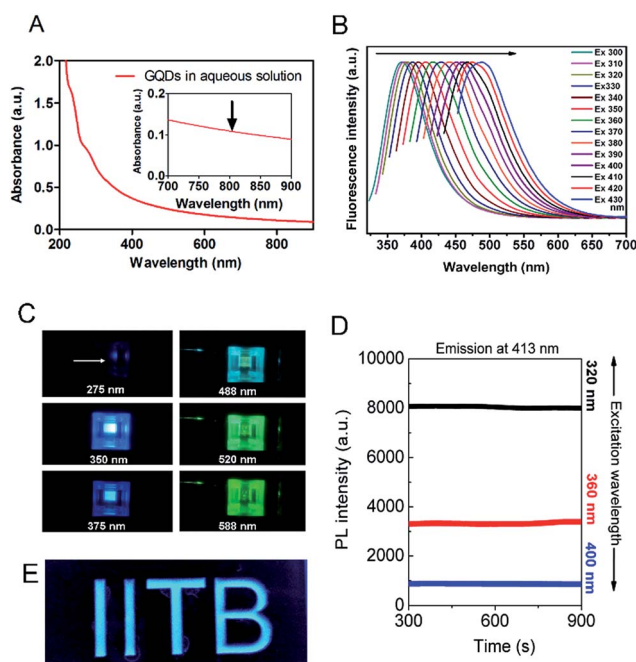 A
2.0
1.5
1.0
0.5
0.0
Absorbance (a.u.)
200 400 600 800
Wavelength (nm)
GQDs in aqueous solution
0.2
0.1
0.0
Absorbance (a.u.)
700 750 800 850 900
Wavelength (nm)
B
Fluorescence intensity (a.u.)
350 400 450 500 550 600 650 700
Wavelength (nm)
Ex 300
Ex 310
Ex 320
Ex330
Ex 340
Ex 350
Ex 360
Ex 370
Ex 380
Ex 390
Ex 400
Ex 410
Ex 420
Ex 430
nm
C
275 nm
488 nm
350 nm
520 nm
375 nm
588 nm
D
Emission at 413 nm
10000
8000
6000
4000
2000
0
PL intensity (a.u.)
300 600 900
Time (s)
320 nm
360 nm
400 nm
Excitation wavelength
E
IITB